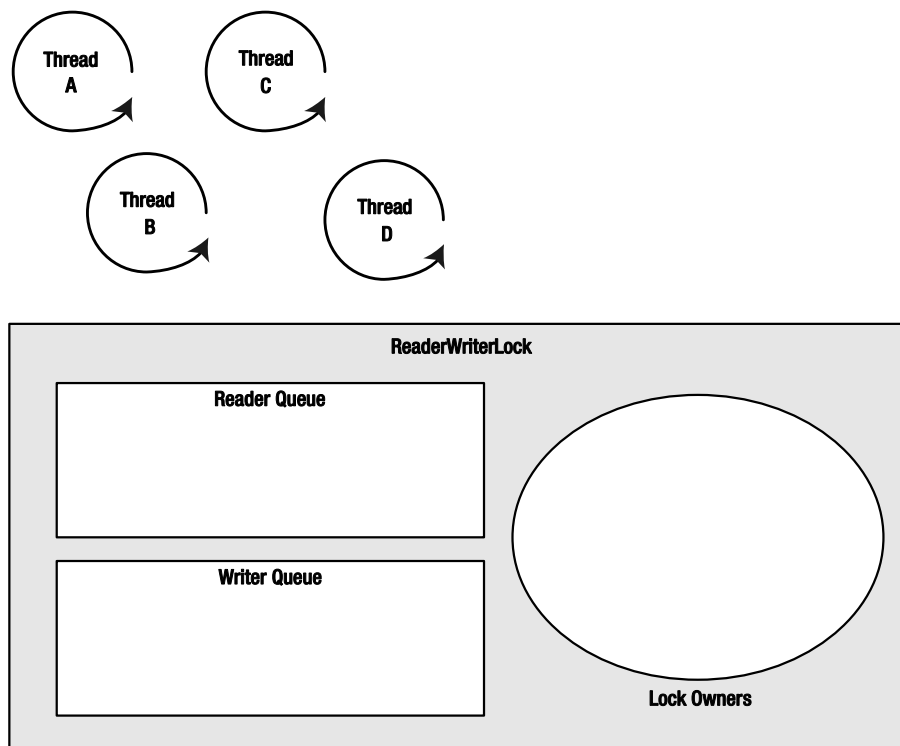 Thread
A
Thread
C
Thread
B
Thread
D
ReaderWriterLock
Reader Queue
Writer Queue
Lock Owners